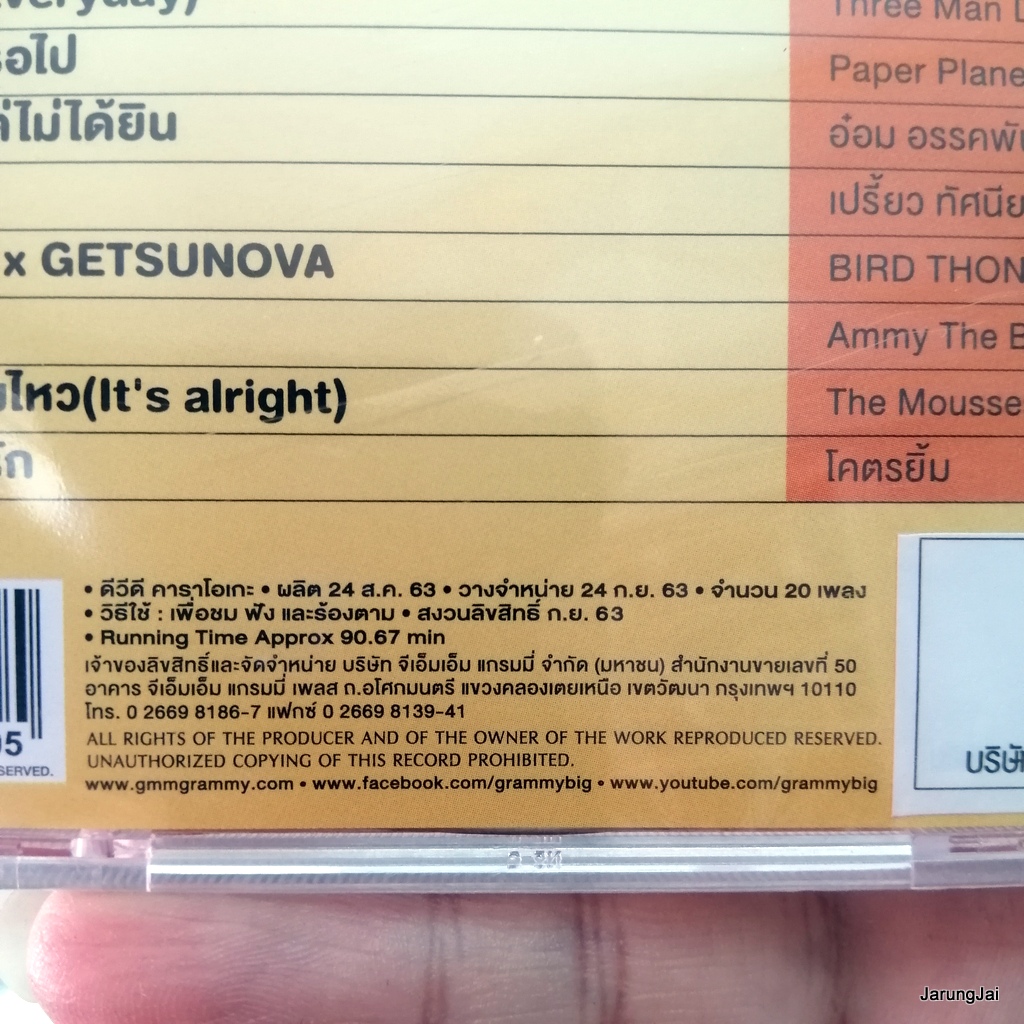 everyday)
Three Man
อไป
Paper Plane
ไม่ได้ยิน
อ๋อม อรรคพัน
เปรี้ยว ทัศนีย
x GETSUNOVA
BIRD THON
Ammy The B
ไหว(It's alright)
The Mousse
รัก
โคตรยิ้ม
• ดีวีดี คาราโอเกะ • ผลิต 24 ส.ค. 63 • วางจำหน่าย 24 ก.ย. 63 • จำนวน 20 เพลง
• วิธีใช้ : เพื่อชม ฟัง และร้องตาม • สงวนลิขสิทธิ์ ก.ย. 63
• Running Time Approx 90.67 min
เจ้าของลิขสิทธิ์และจัดจำหน่าย บริษัท จีเอ็มเอ็ม แกรมมี่ จำกัด (มหาชน) สำนักงานขายเลขที่ 50
อาคาร จีเอ็มเอ็ม แกรมมี่ เพลส ถ.อโศกมนตรี แขวงคลองเตยเหนือ เขตวัฒนา กรุงเทพฯ 10110
โทร. 0 2669 8186-7 แฟกซ์ 0 2669 8139-41
ALL RIGHTS OF THE PRODUCER AND OF THE OWNER OF THE WORK REPRODUCED RESERVED.
UNAUTHORIZED COPYING OF THIS RECORD PROHIBITED.
www.gmmgrammy.com • www.facebook.com/grammybig • www.youtube.com/grammybig
5
SERVED.
บริษัท
JarungJai